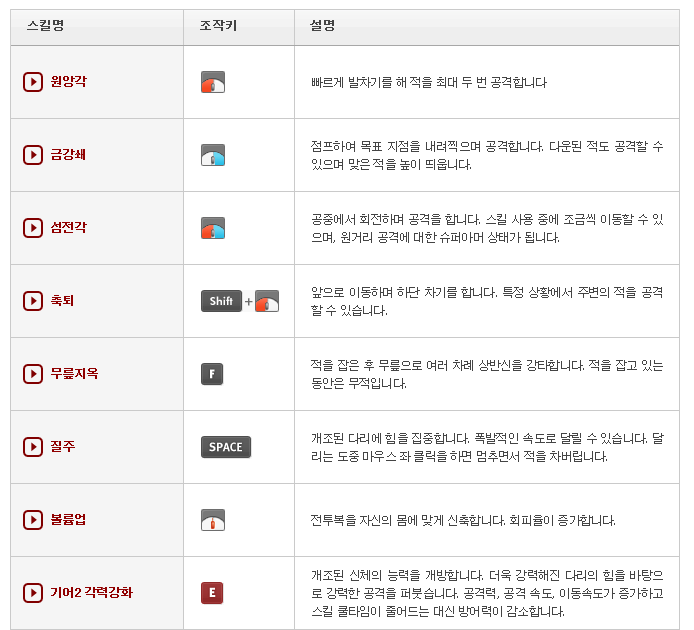 스킬명 조작키 설명
원앙각 빠르게 발차기를 해 적을 최대 두 번 공격합니다
금강쇄 점프하여 목표 지점을 내려찍으며 공격합니다. 다운된 적도 공격할 수
있으며 맞은 적을 높이 띄웁니다.
섬전각 공중에서 회전하며 공격을 합니다. 스킬 사용 중에 조금씩 이동할 수 있
으며, 원거리 공격에 대한 슈퍼아머 상태가 됩니다.
축퇴 Shift + 앞으로 이동하며 하단 차기를 합니다. 특정 상황에서 주변의 적을 공격
할 수 있습니다.
무릎지옥 F 적을 잡은 후 무릎으로 여러 차례 상반신을 강타합니다. 적을 잡고 있는
동안은 무적입니다.
질주 SPACE 개조된 다리에 힘을 집중합니다. 폭발적인 속도로 달릴 수 있습니다. 달
리는 도중 마우스 좌 클릭을 하면 멈추면서 적을 차버립니다.
볼륨업 전투복을 자신의 몸에 맞게 신축합니다. 회피율이 증가합니다.
기어2 각력강화 E 개조된 신체의 능력을 개방합니다. 더욱 강력해진 다리의 힘을 바탕으
로 강력한 공격을 퍼붓습니다. 공격력, 공격 속도, 이동속도가 증가하고
스킬 쿨타임이 줄어드는 대신 방어력이 감소합니다.